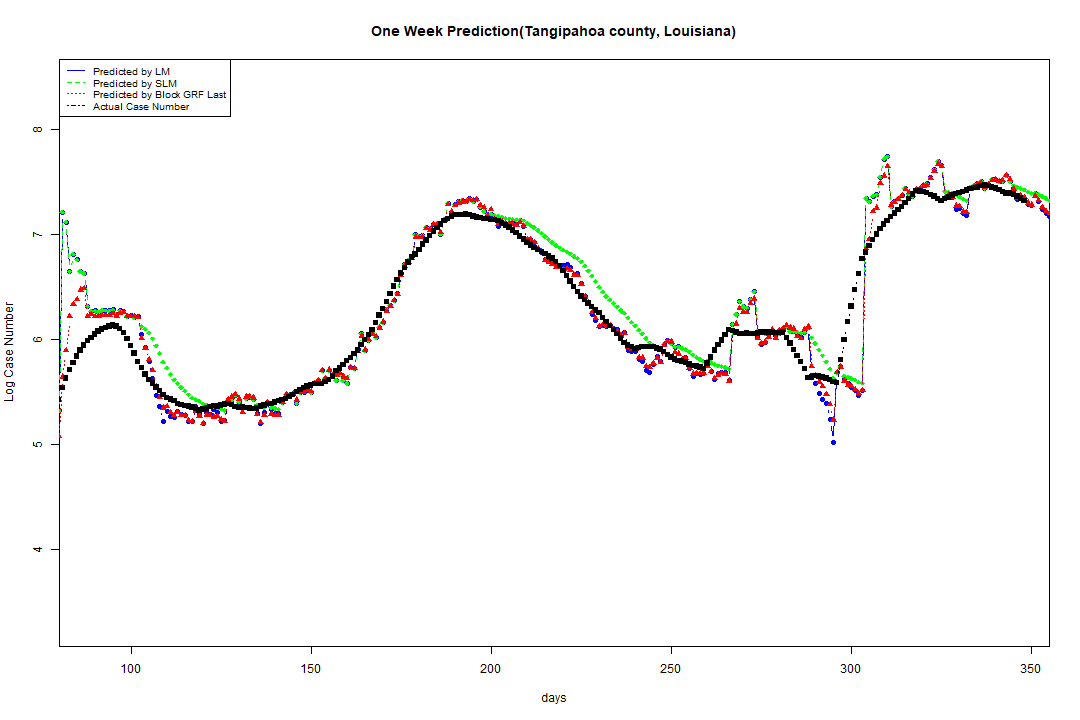 One Week Prediction(Tangipahoa county, Louisiana)
Predicted by LM
Predicted by SLM
Predicted by Block GRF Last
Actual Case Number
8
7
6
5
4
Log Case Number
100 150 200 250 300 350
days